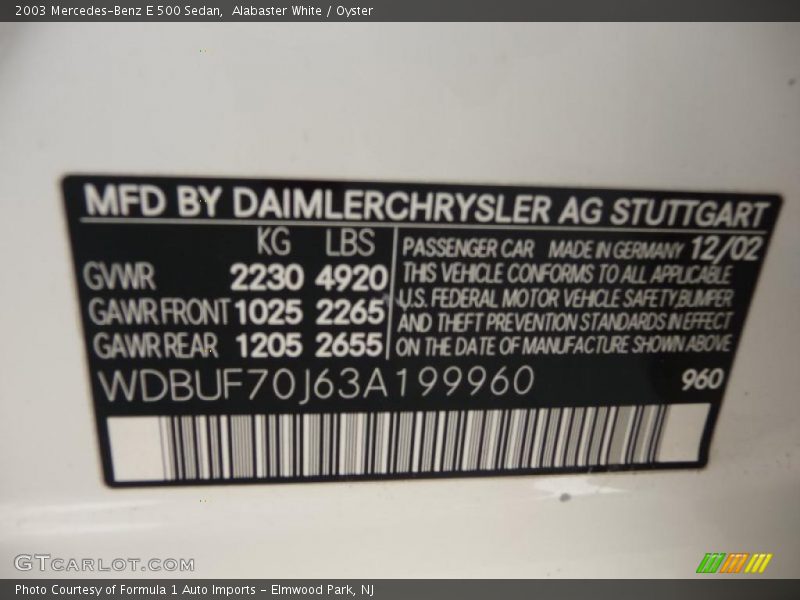 2003 Mercedes-Benz E 500 Sedan, Alabaster White / Oyster
MFD BY DAIMLERCHRYSLER AG STUTTGART
KG LBS
GVWR 2230 4920
GAWR FRONT 1025 2265
GAWR REAR 1205 2655
PASSENGER CAR MADE IN GERMANY 12/02
THIS VEHICLE CONFORMS TO ALL APPLICABLE
U.S. FEDERAL MOTOR VEHICLE SAFETY, BUMPER
AND THEFT PREVENTION STANDARDS IN EFFECT
ON THE DATE OF MANUFACTURE SHOWN ABOVE
WDBUF70J63A199960 960
GTCARLOT.COM
Photo Courtesy of Formula 1 Auto Imports - Elmwood Park, NJ